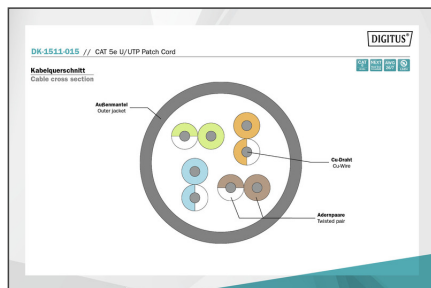 DIGITUS®
DK-1511-015 // CAT 5e U/UTP Patch Cord
Kabelquerschnitt
Cable cross section
Außenmantel
Outer jacket
Cu-Draht
Cu-Wire
Adernpaare
Twisted pair